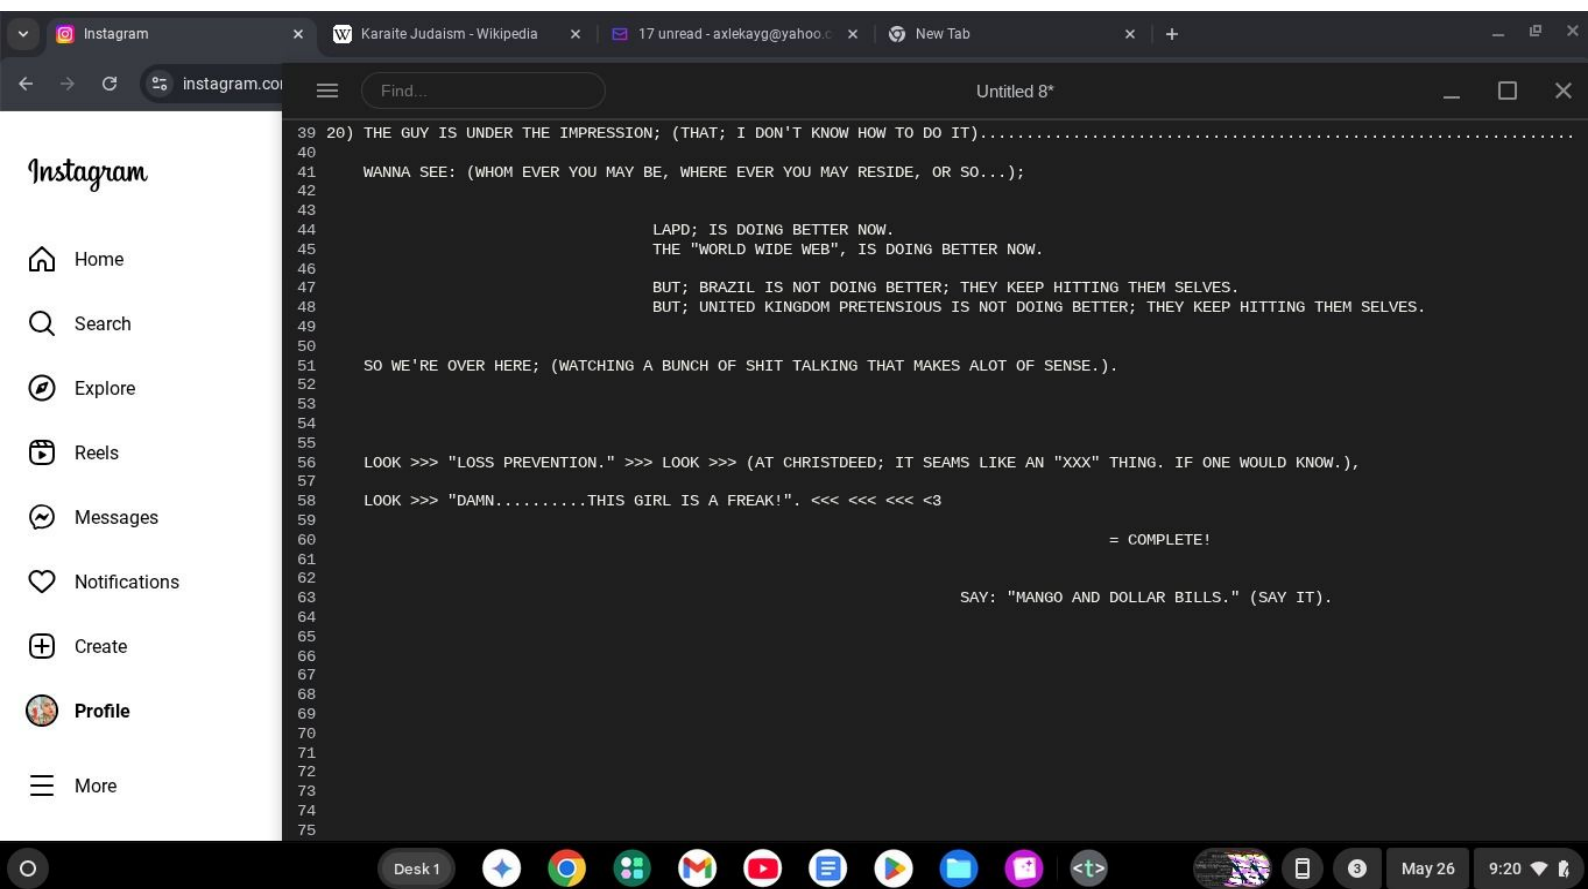 Instagram
Karaite Judaism - Wikipedia
17 unread - axlekayg@yahoo.c
New Tab
instagram.co
Find...
Untitled 8*
Instagram
Home
Search
Explore
Reels
Messages
Notifications
Create
Profile
More
39 20) THE GUY IS UNDER THE IMPRESSION; (THAT; I DON'T KNOW HOW TO DO IT)................................................................
40
41 WANNA SEE: (WHOM EVER YOU MAY BE, WHERE EVER YOU MAY RESIDE, OR SO...);
42
43
44 LAPD; IS DOING BETTER NOW.
45 THE "WORLD WIDE WEB", IS DOING BETTER NOW.
46
47 BUT; BRAZIL IS NOT DOING BETTER; THEY KEEP HITTING THEM SELVES.
48 BUT; UNITED KINGDOM PRETENSIOUS IS NOT DOING BETTER; THEY KEEP HITTING THEM SELVES.
49
50
51 SO WE'RE OVER HERE; (WATCHING A BUNCH OF SHIT TALKING THAT MAKES ALOT OF SENSE.).
52
53
54
55
56 LOOK >>> "LOSS PREVENTION." >>> LOOK >>> (AT CHRISTDEED; IT SEAMS LIKE AN "XXX" THING. IF ONE WOULD KNOW.),
57
58 LOOK >>> "DAMN..........THIS GIRL IS A FREAK!". <<< <<< <<< <3
59
60 = COMPLETE!
61
62
63 SAY: "MANGO AND DOLLAR BILLS." (SAY IT).
64
65
66
67
68
69
70
71
72
73
74
75
Desk 1
<t>
3
May 26
9:20